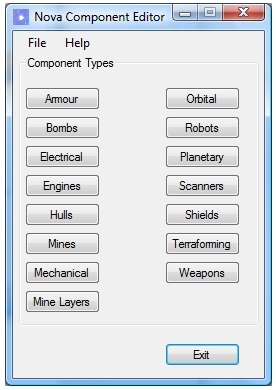 Nova Component Editor
File Help
Component Types
Armour Orbital
Bombs Robots
Electrical Planetary
Engines Scanners
Hulls Shields
Mines Terraforming
Mechanical Weapons
Mine Layers
Exit